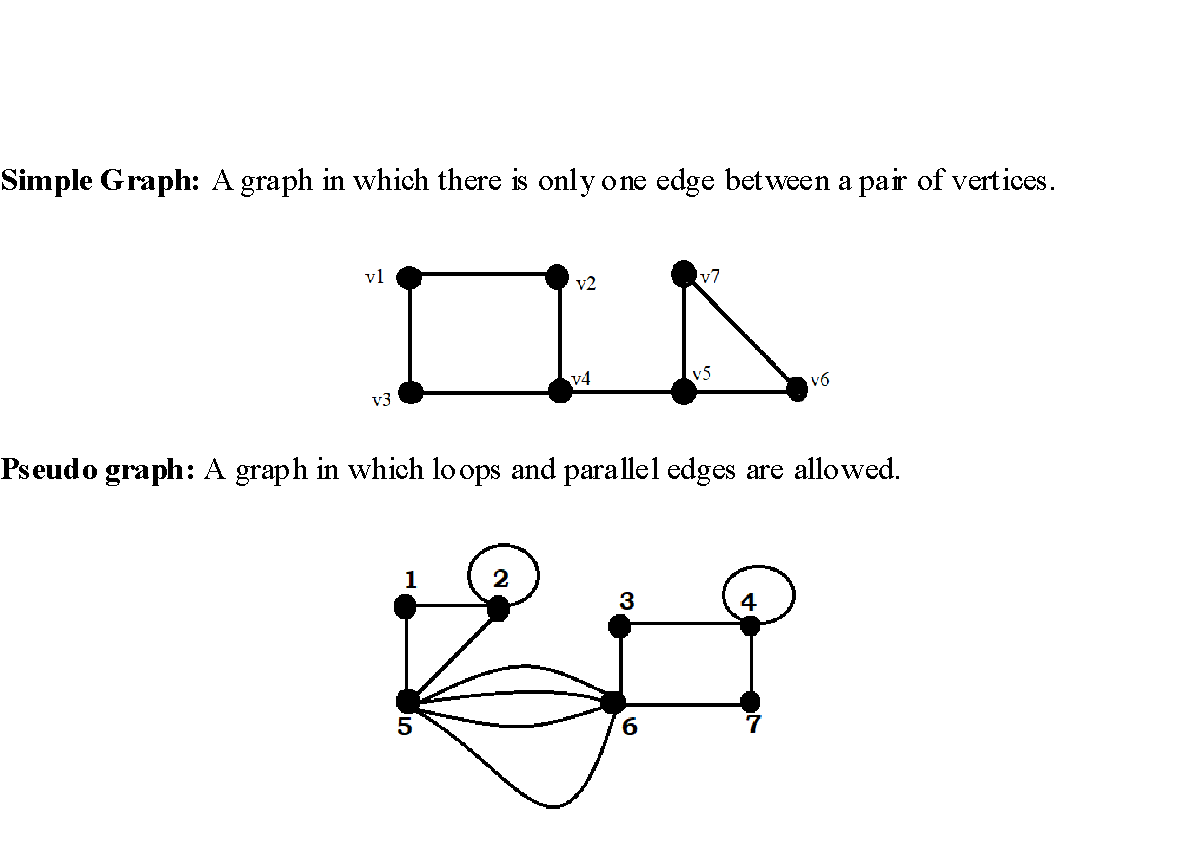 Simple Graph: A graph in which there is only one edge between a pair of vertices.
v1
v2
v7
v3
v4
v5
v6
Pseudo graph: A graph in which loops and parallel edges are allowed.
1
2
3
4
5
6
7